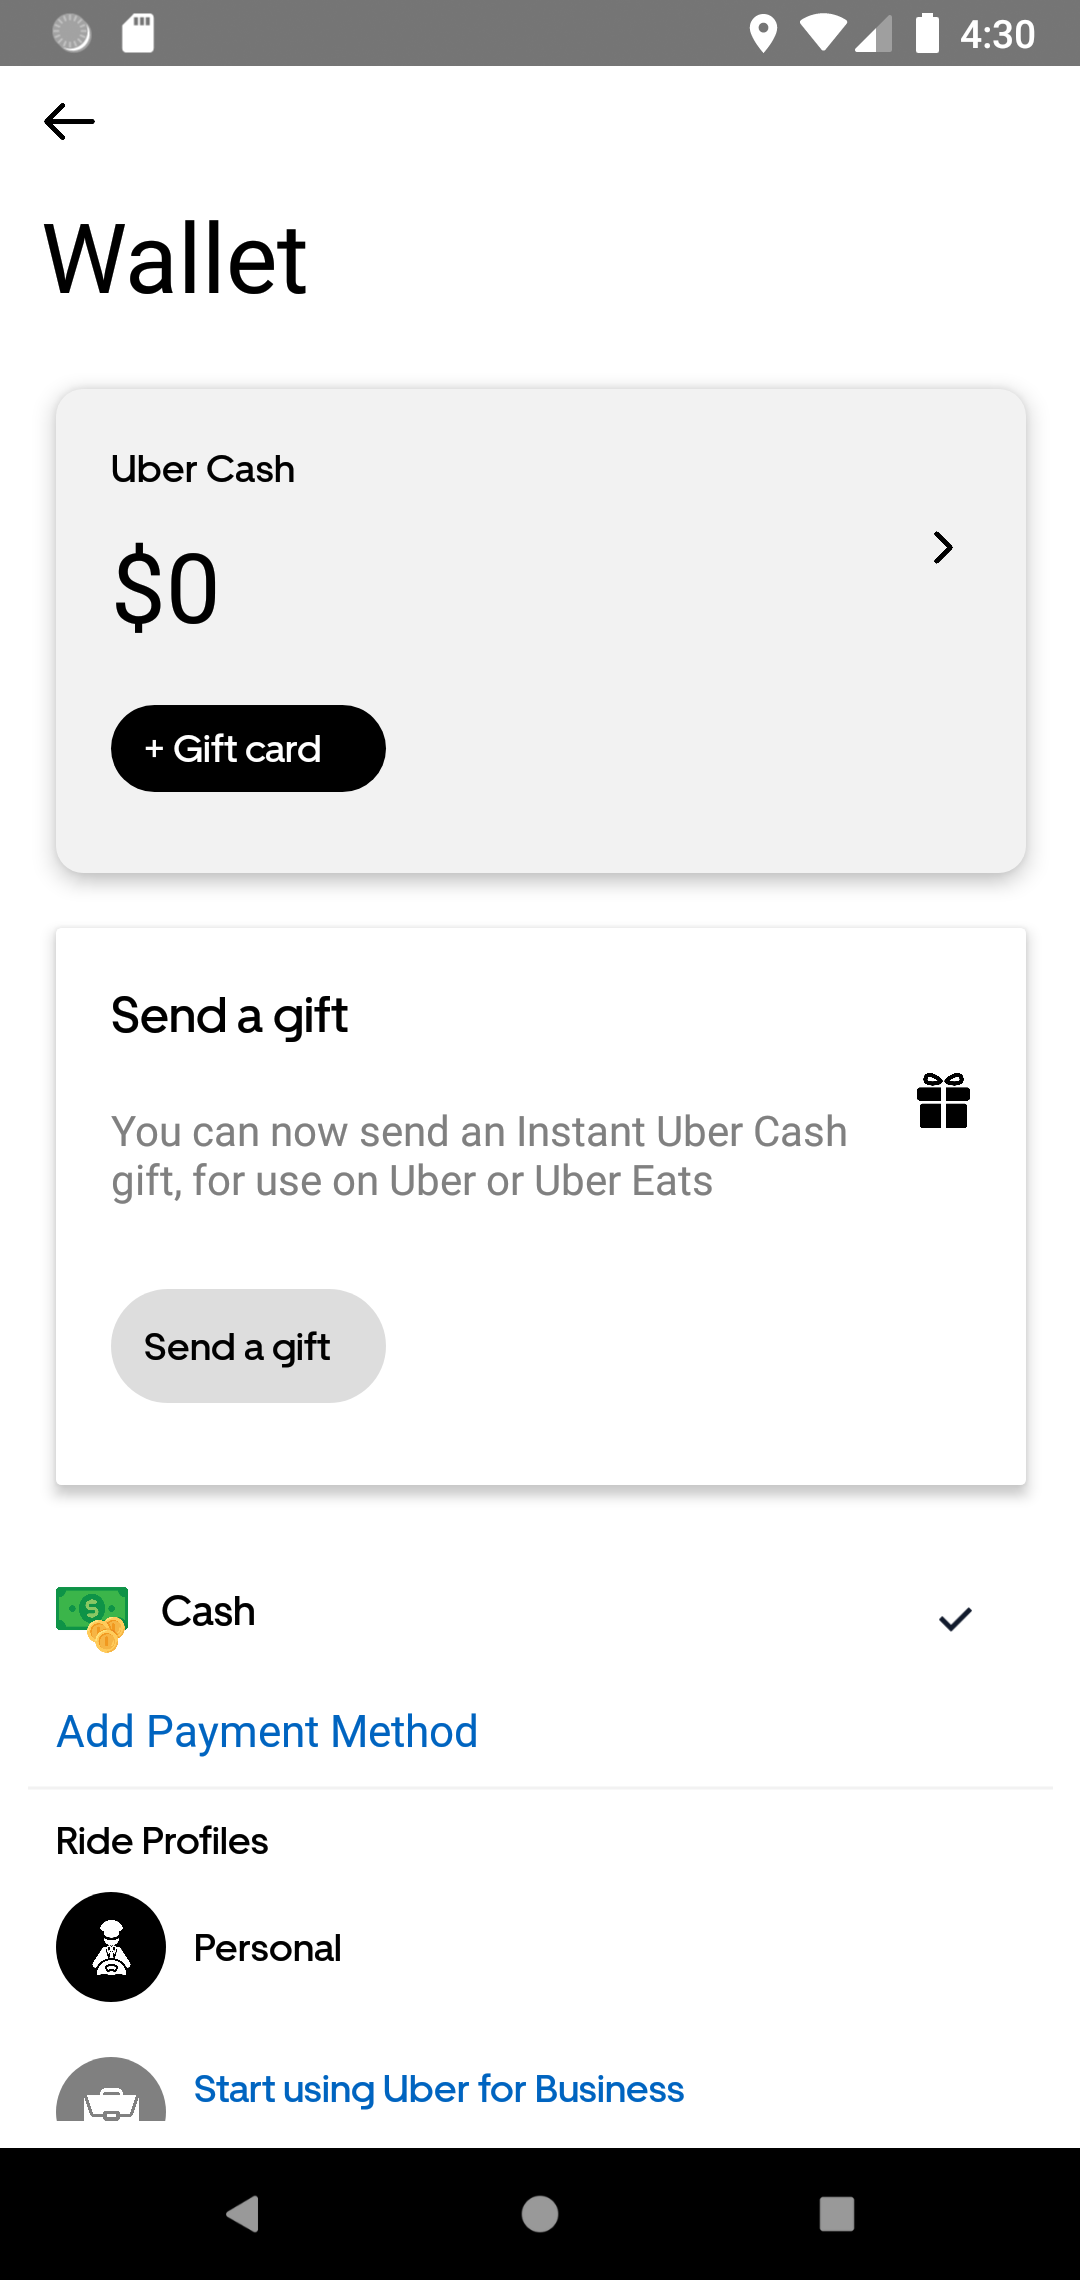 4:30
Wallet
Uber Cash
$0
+ Gift card
Send a gift
You can now send an Instant Uber Cash
gift, for use on Uber or Uber Eats
Send a gift
Cash
Add Payment Method
Ride Profiles
Personal
Start using Uber for Business